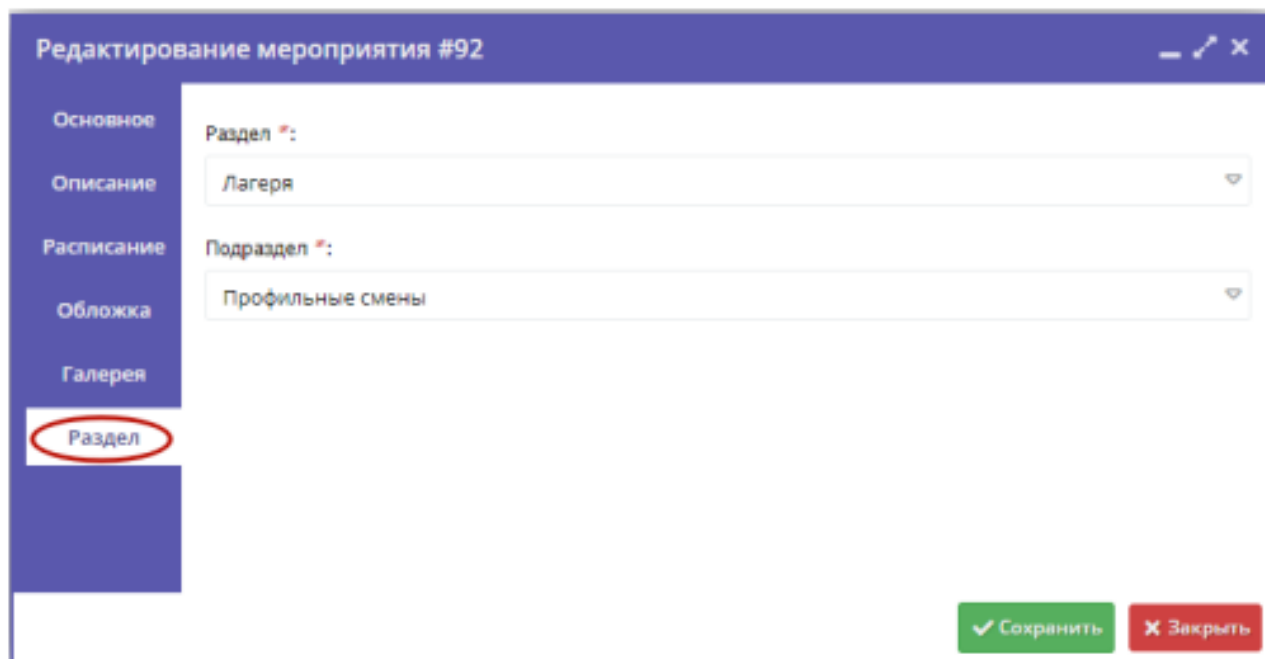 Редактирование мероприятия #92
Основное
Описание
Расписание
Обложка
Галерея
Раздел
Раздел *:
Лагеря
Подраздел *:
Профильные смены
Сохранить
Закрыть